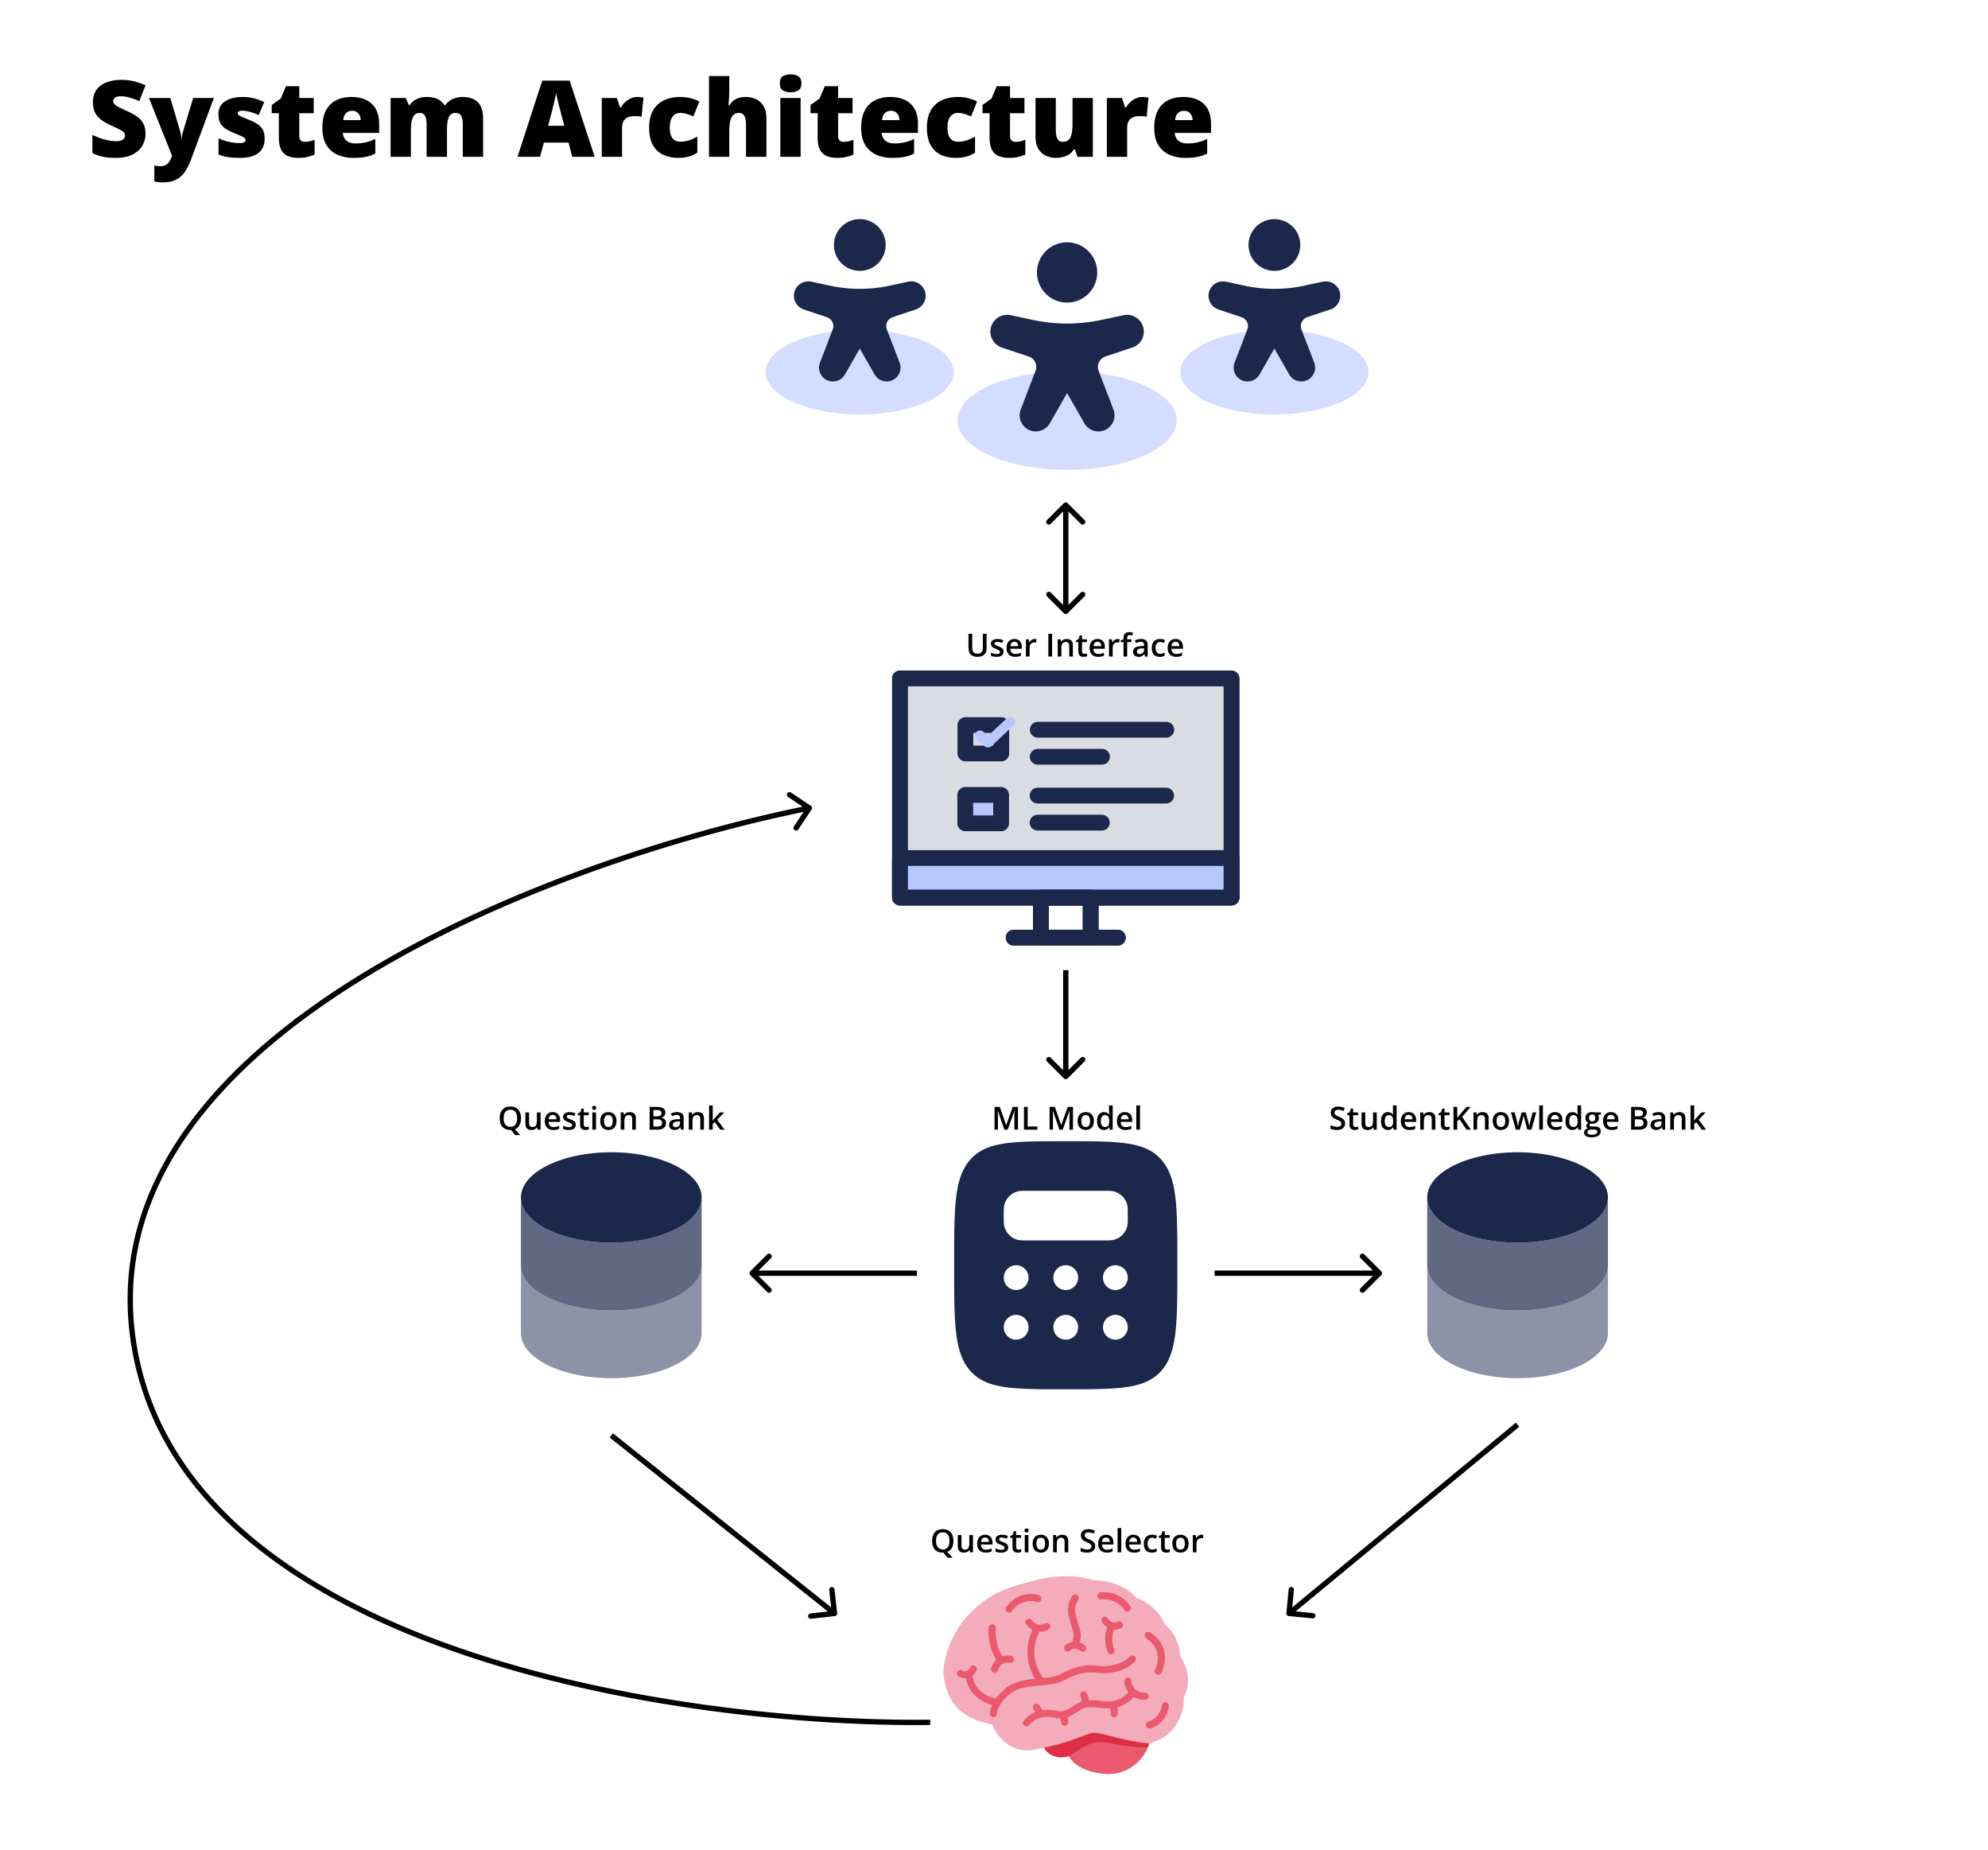 System Architecture
User Interface
Question Bank
ML Model
StudentKnowledge Bank
Question Selector